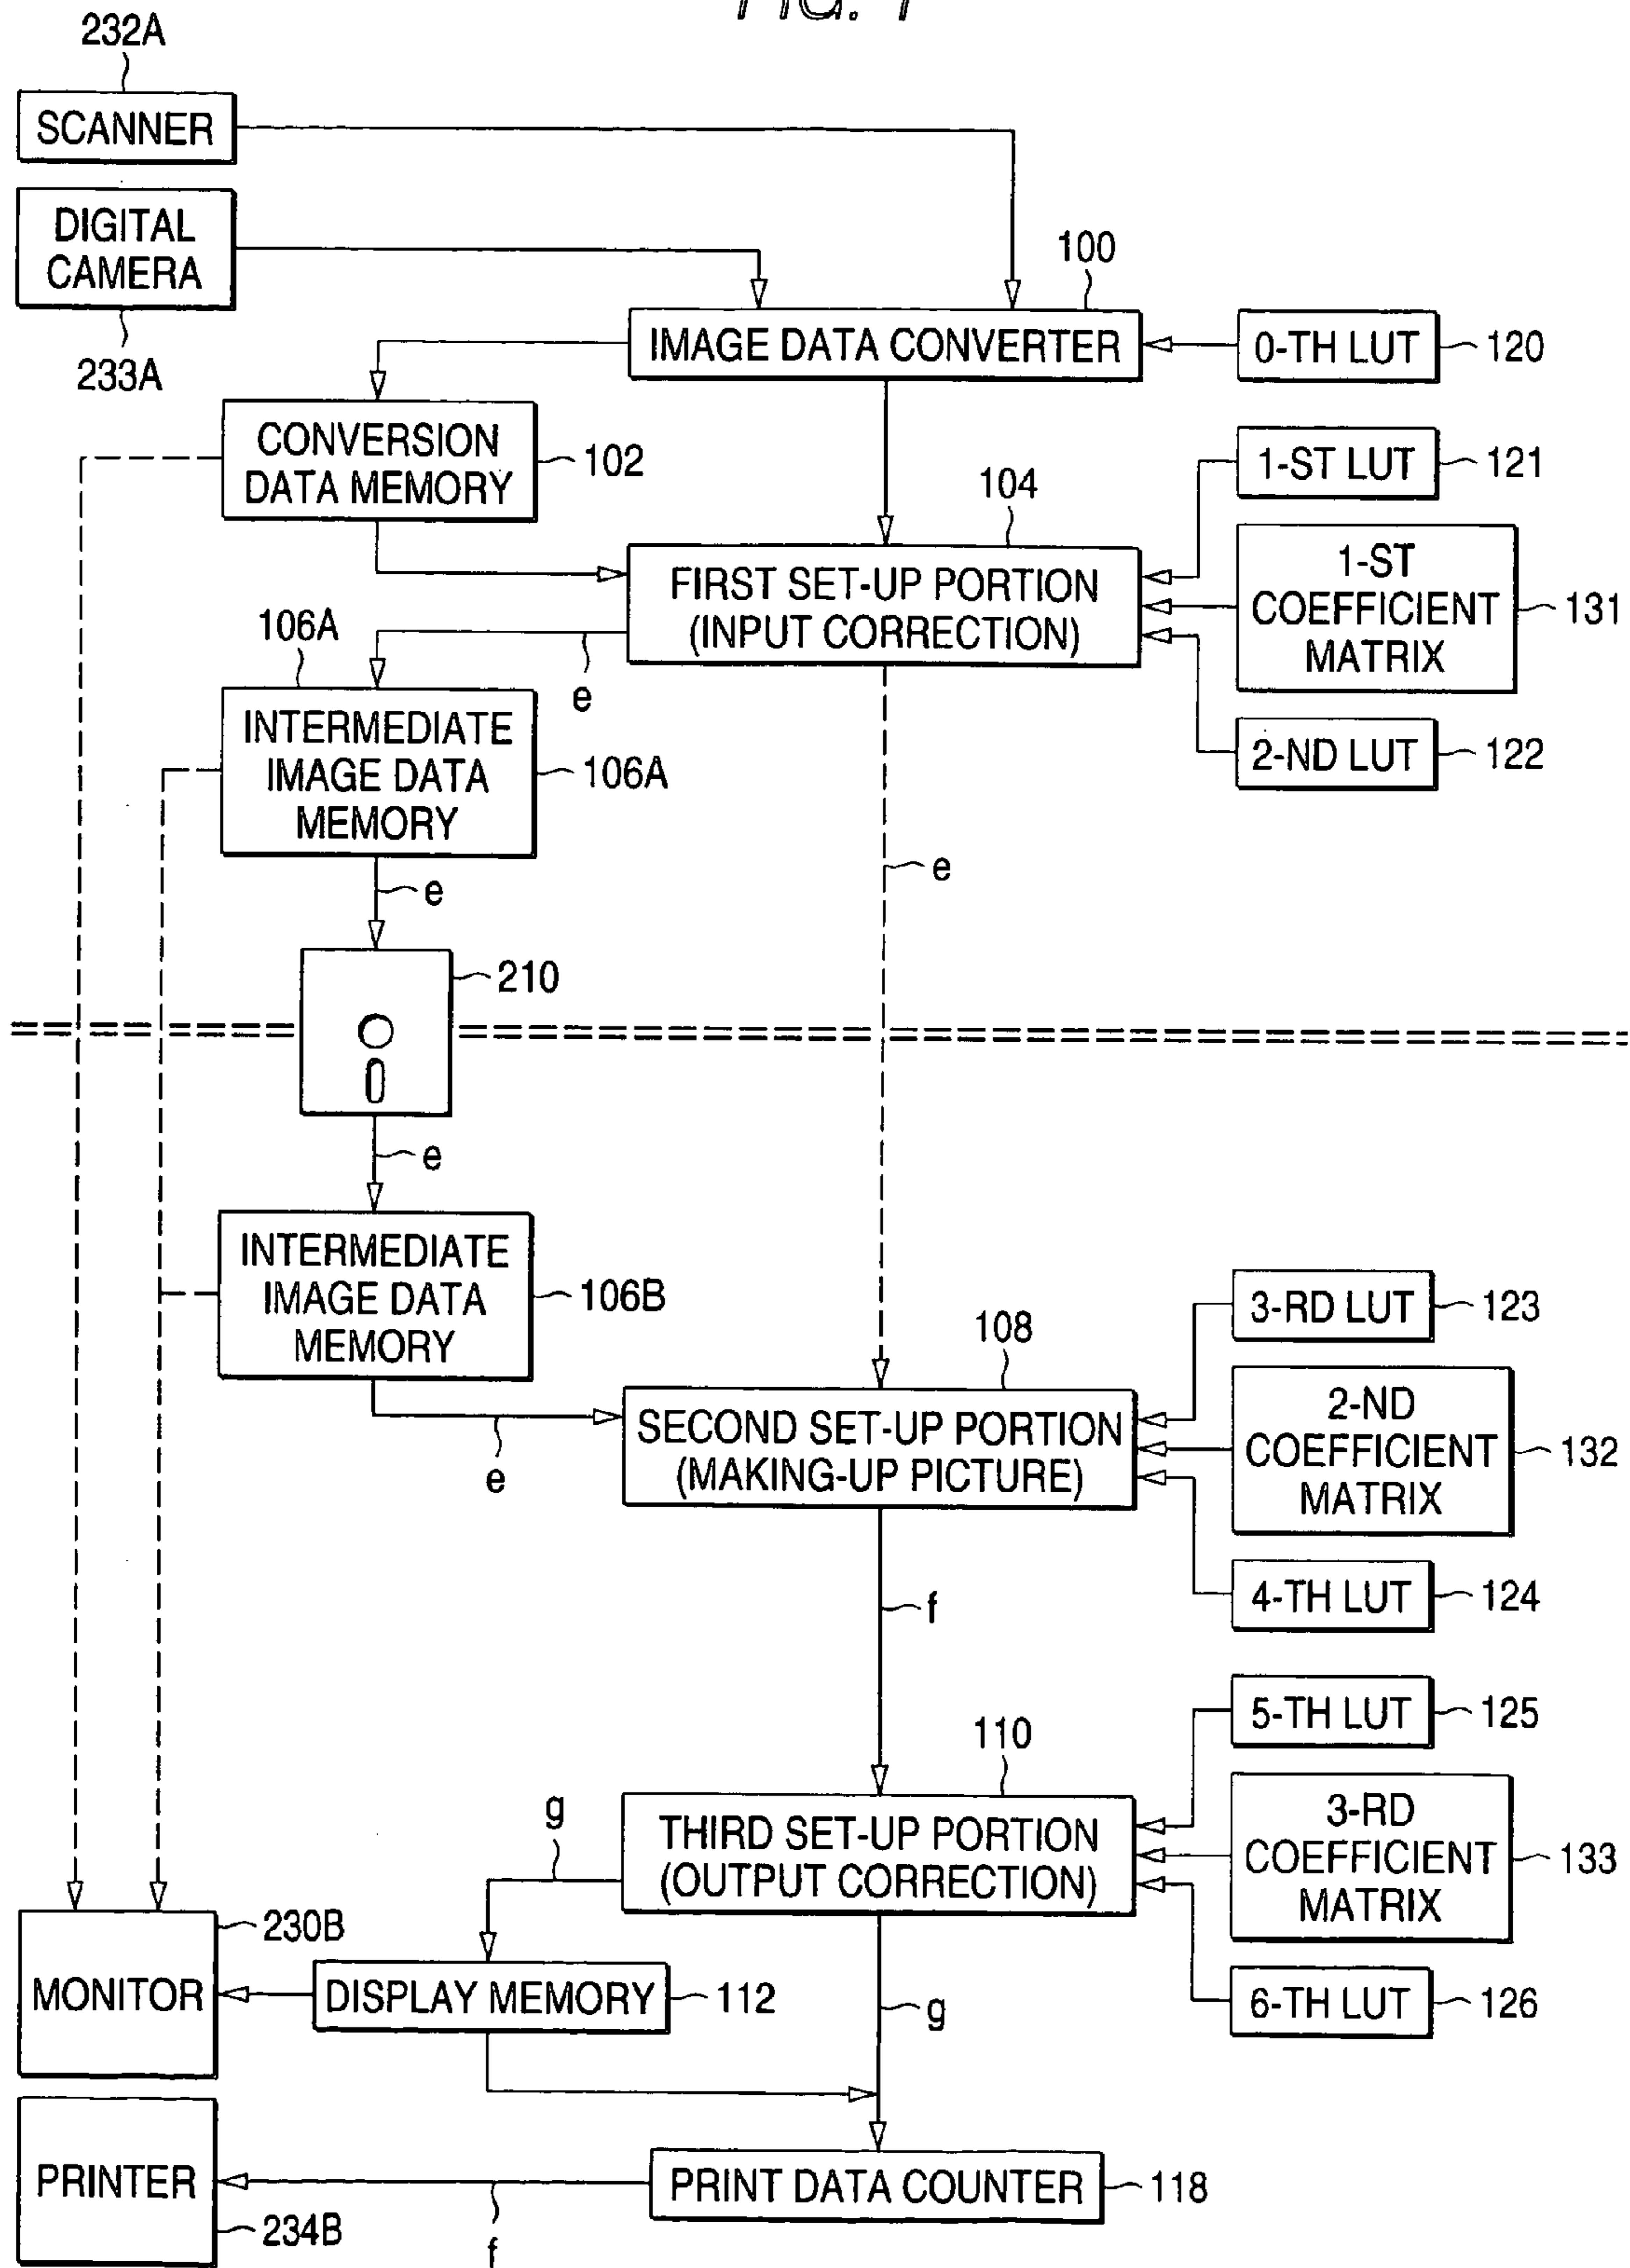 FIG. 1
232A
SCANNER
DIGITAL
CAMERA
233A
100
IMAGE DATA CONVERTER
0-TH LUT
120
CONVERSION
DATA MEMORY
102
1-ST LUT
121
104
FIRST SET-UP PORTION
(INPUT CORRECTION)
1-ST
COEFFICIENT
MATRIX
131
106A
e
2-ND LUT
122
INTERMEDIATE
IMAGE DATA
MEMORY
106A
e
e
210
e
INTERMEDIATE
IMAGE DATA
MEMORY
106B
3-RD LUT
123
108
SECOND SET-UP PORTION
(MAKING-UP PICTURE)
e
2-ND
COEFFICIENT
MATRIX
132
4-TH LUT
124
f
5-TH LUT
125
110
THIRD SET-UP PORTION
(OUTPUT CORRECTION)
g
3-RD
COEFFICIENT
MATRIX
133
230B
MONITOR
DISPLAY MEMORY
112
g
6-TH LUT
126
PRINTER
234B
PRINT DATA COUNTER
118
f